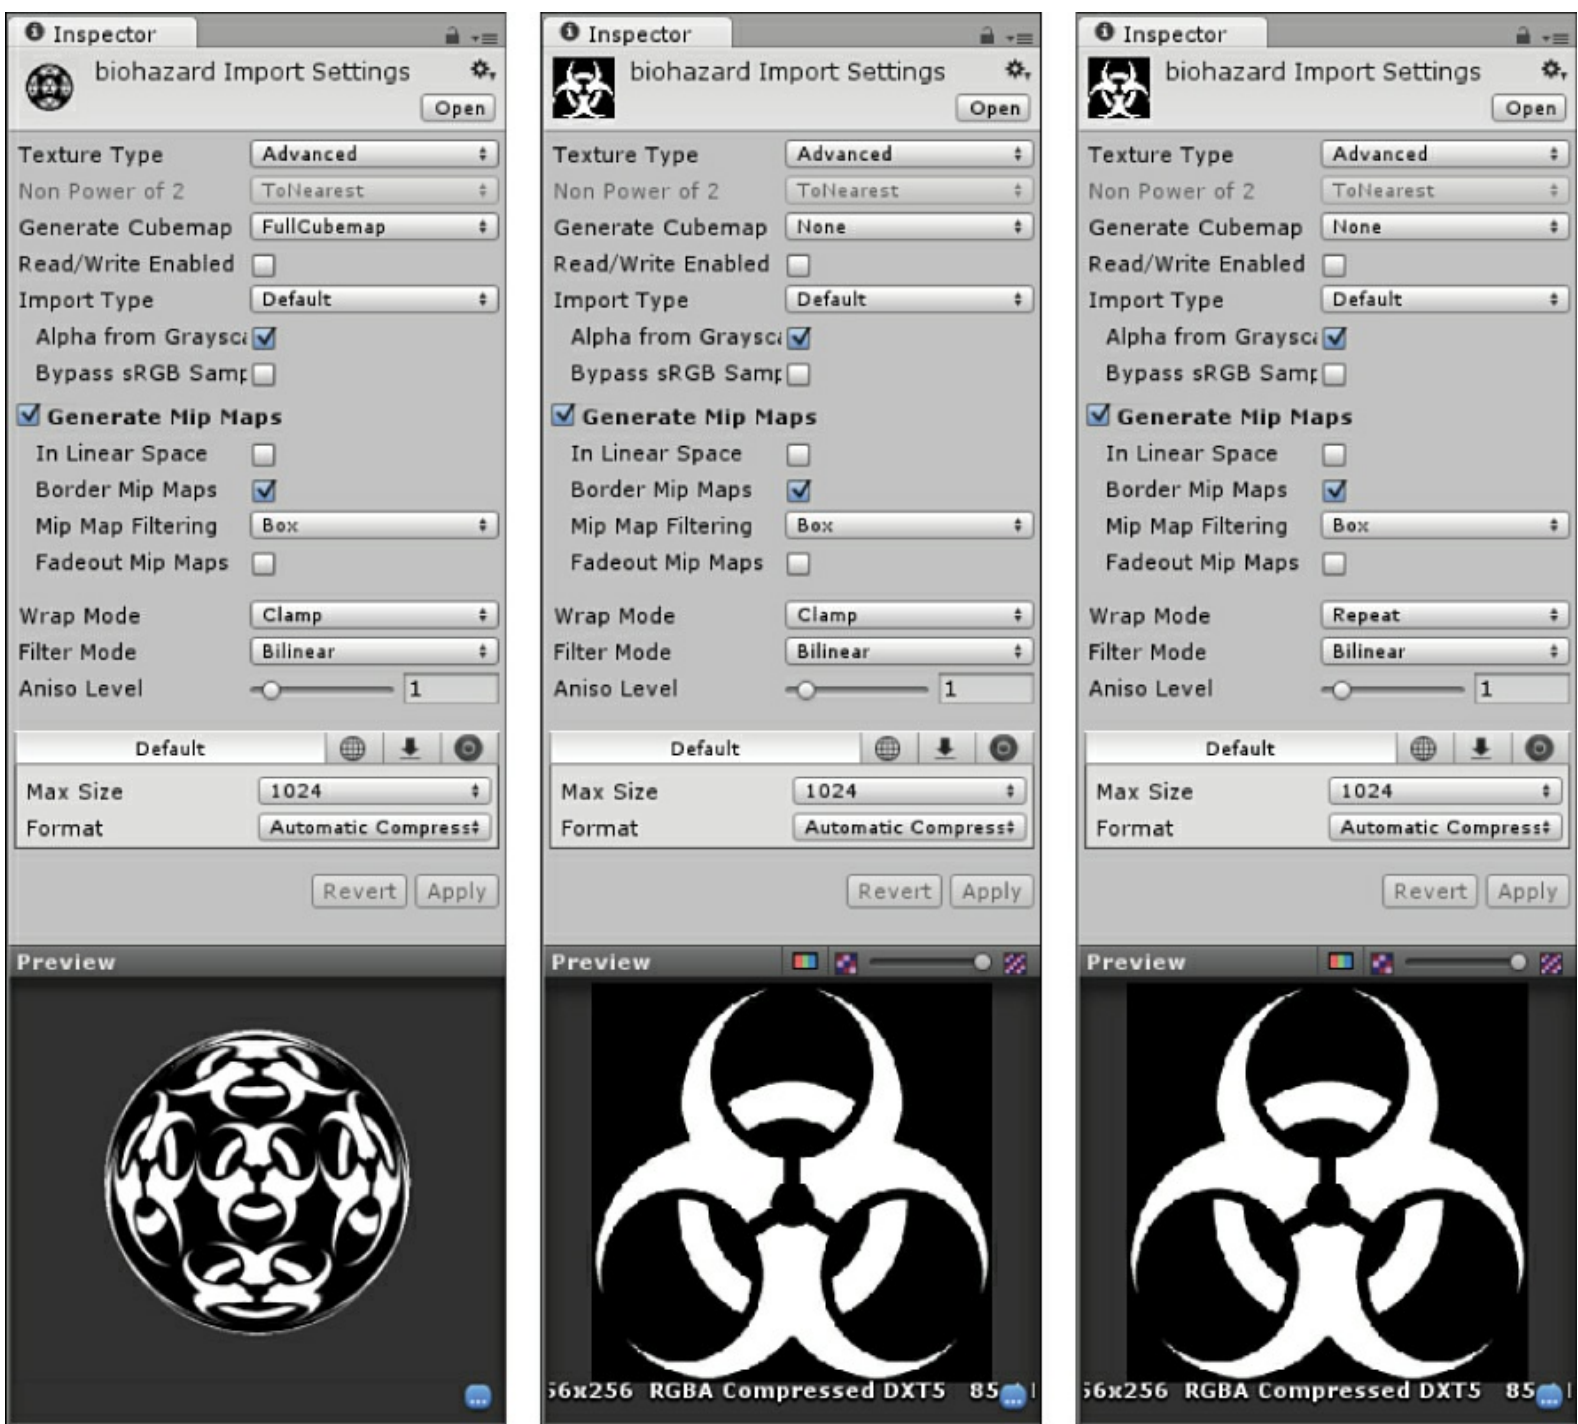 Inspector
biohazard Import Settings
Open
Texture Type Advanced
Non Power of 2 ToNearest
Generate Cubemap FullCubemap
Read/Write Enabled
Import Type Default
Alpha from Graysca
Bypass sRGB Samp
Generate Mip Maps
In Linear Space
Border Mip Maps
Mip Map Filtering Box
Fadeout Mip Maps
Wrap Mode Clamp
Filter Mode Bilinear
Aniso Level 1
Default
Max Size 1024
Format Automatic Compress
Revert Apply
Preview
Inspector
biohazard Import Settings
Open
Texture Type Advanced
Non Power of 2 ToNearest
Generate Cubemap None
Read/Write Enabled
Import Type Default
Alpha from Graysca
Bypass sRGB Samp
Generate Mip Maps
In Linear Space
Border Mip Maps
Mip Map Filtering Box
Fadeout Mip Maps
Wrap Mode Clamp
Filter Mode Bilinear
Aniso Level 1
Default
Max Size 1024
Format Automatic Compress
Revert Apply
Preview
56x256 RGBA Compressed DXT5 85
Inspector
biohazard Import Settings
Open
Texture Type Advanced
Non Power of 2 ToNearest
Generate Cubemap None
Read/Write Enabled
Import Type Default
Alpha from Graysca
Bypass sRGB Samp
Generate Mip Maps
In Linear Space
Border Mip Maps
Mip Map Filtering Box
Fadeout Mip Maps
Wrap Mode Repeat
Filter Mode Bilinear
Aniso Level 1
Default
Max Size 1024
Format Automatic Compress
Revert Apply
Preview
56x256 RGBA Compressed DXT5 85